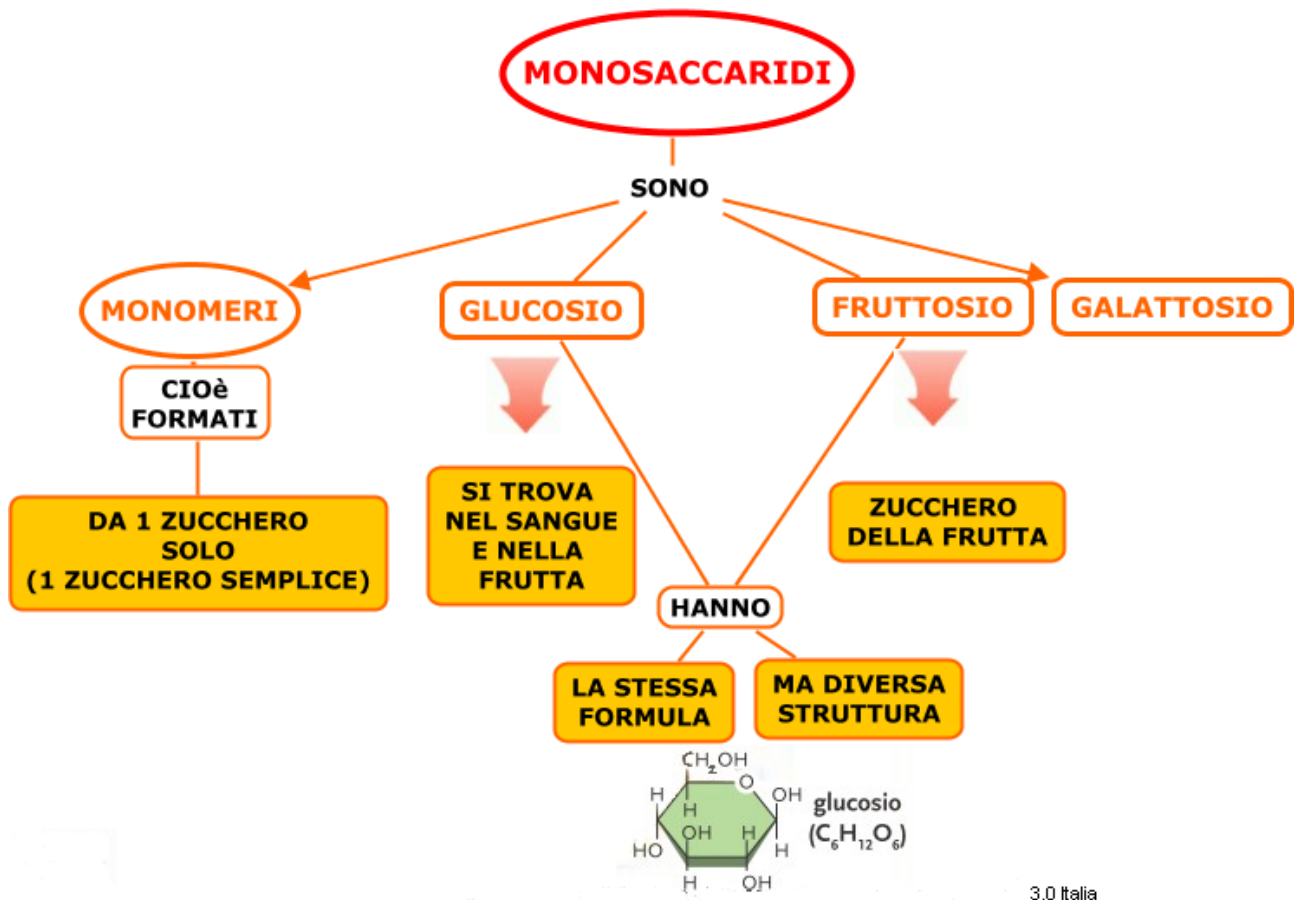 MONOSACCARIDI
SONO
MONOMERI
GLUCOSIO
FRUTTOSIO
GALATTOSIO
CIOè
FORMATI
DA 1 ZUCCHERO
SOLO
(1 ZUCCHERO SEMPLICE)
SI TROVA
NEL SANGUE
E NELLA
FRUTTA
ZUCCHERO
DELLA FRUTTA
HANNO
LA STESSA
FORMULA
MA DIVERSA
STRUTTURA
CH₂OH
O
H
H
OH
OH
H
HO
H
H
OH
glucosio
(C₆H₁₂O₆)
3.0 Italia